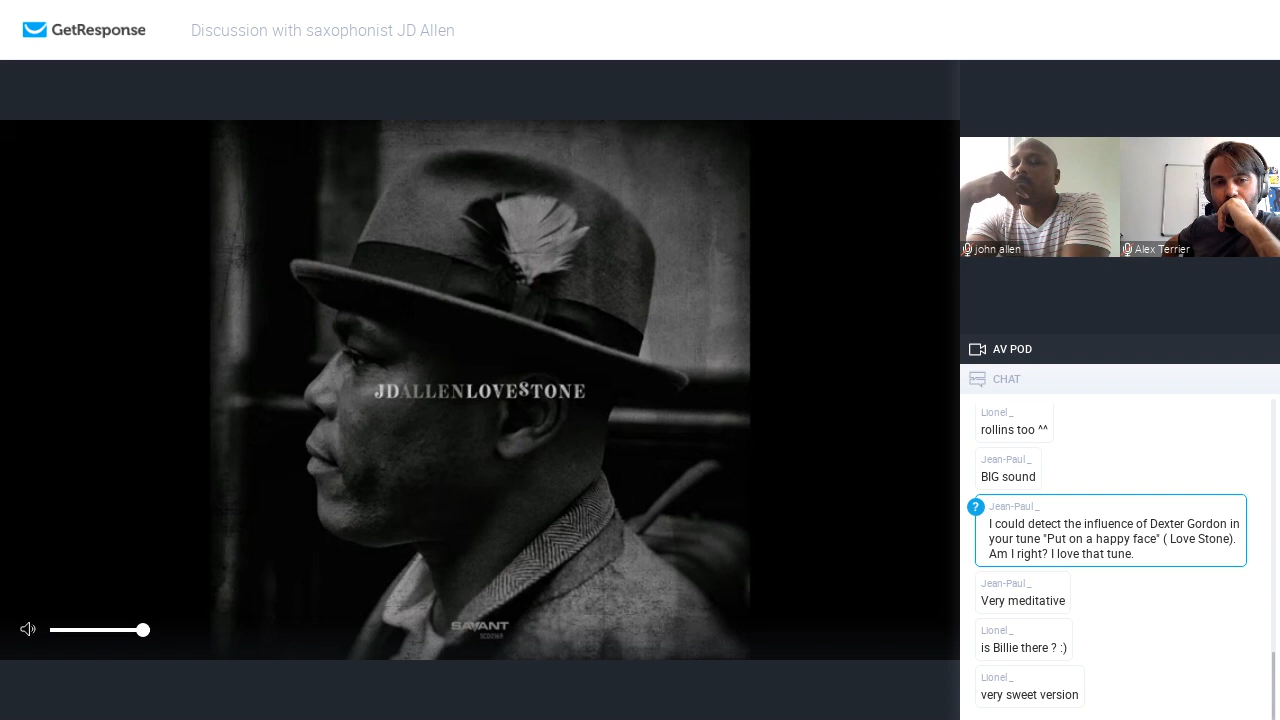 GetResponse
Discussion with saxophonist JD Allen
JDALLENLOVESTONE
SAVANT
john allen
Alex Terrier
AV POD
CHAT
Lionel_
rollins too ^^
Jean-Paul_
BIG sound
?
Jean-Paul_
I could detect the influence of Dexter Gordon in
your tune "Put on a happy face" ( Love Stone).
Am I right? I love that tune.
Jean-Paul_
Very meditative
Lionel_
is Billie there ? :)
Lionel_
very sweet version